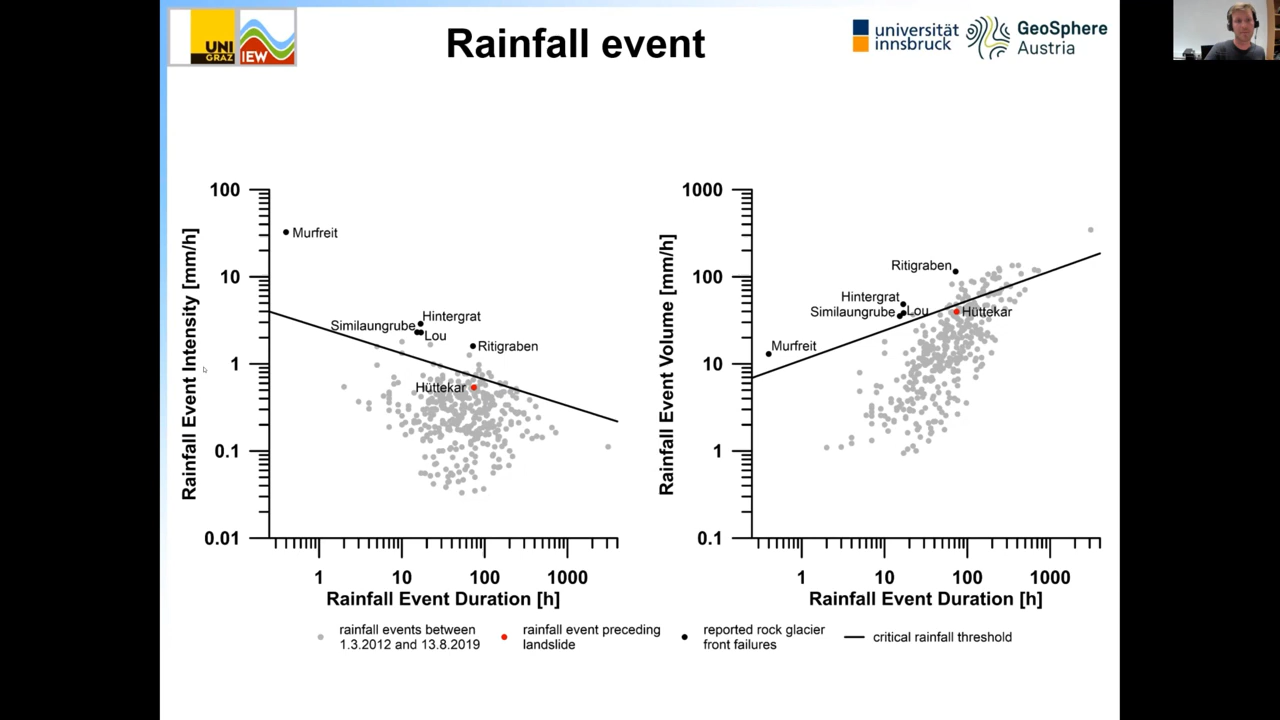 UNI
GRAZ
IEW
Rainfall event
universität
innsbruck
GeoSphere
Austria
100
10
1
0.1
0.01
Rainfall Event Intensity [mm/h]
Murfreit
Hintergrat
Similaungrube
Lou
Ritigraben
Hüttekar
1
10
100
1000
Rainfall Event Duration [h]
1000
100
10
1
0.1
Rainfall Event Volume [mm/h]
Ritigraben
Hintergrat
Similaungrube
Lou
Hüttekar
Murfreit
1
10
100
1000
Rainfall Event Duration [h]
rainfall events between
1.3.2012 and 13.8.2019
rainfall event preceding
landslide
reported rock glacier
front failures
critical rainfall threshold